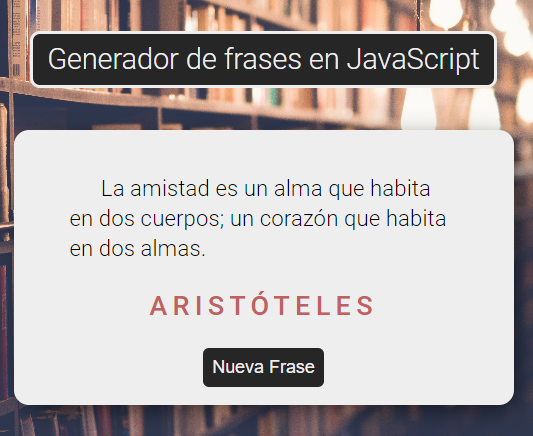 Generador de frases en JavaScript
La amistad es un alma que habita
en dos cuerpos; un corazón que habita
en dos almas.
ARISTÓTELES
Nueva Frase